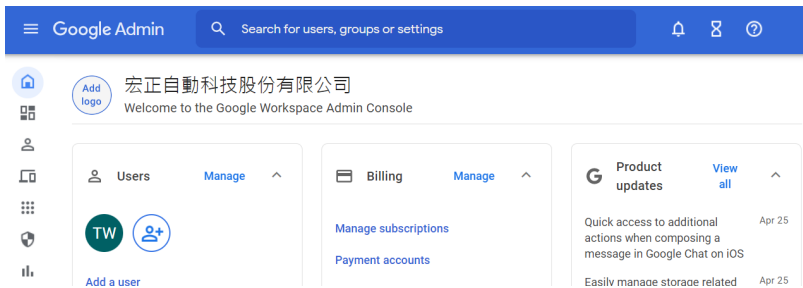 Google Admin
Search for users, groups or settings
Add
logo
宏正自動科技股份有限公司
Welcome to the Google Workspace Admin Console
Users
Manage
TW
Add a user
Billing
Manage
Manage subscriptions
Payment accounts
G
Product
updates
View
all
Quick access to additional
actions when composing a
message in Google Chat on iOS
Apr 25
Easily manage storage related
Apr 25